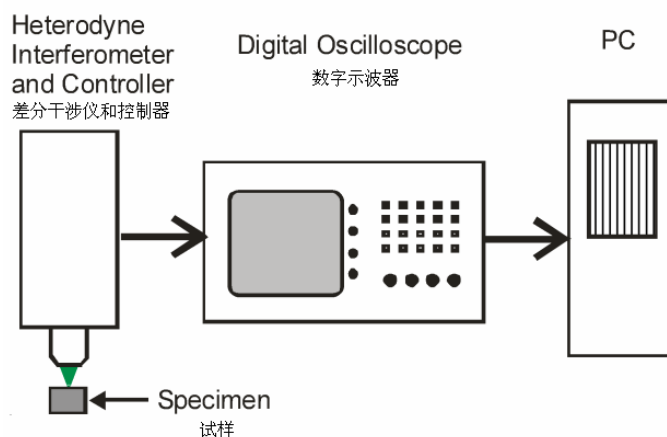 Heterodyne
Interferometer
and Controller
差分干涉仪和控制器
Digital Oscilloscope
数字示波器
PC
Specimen
试样